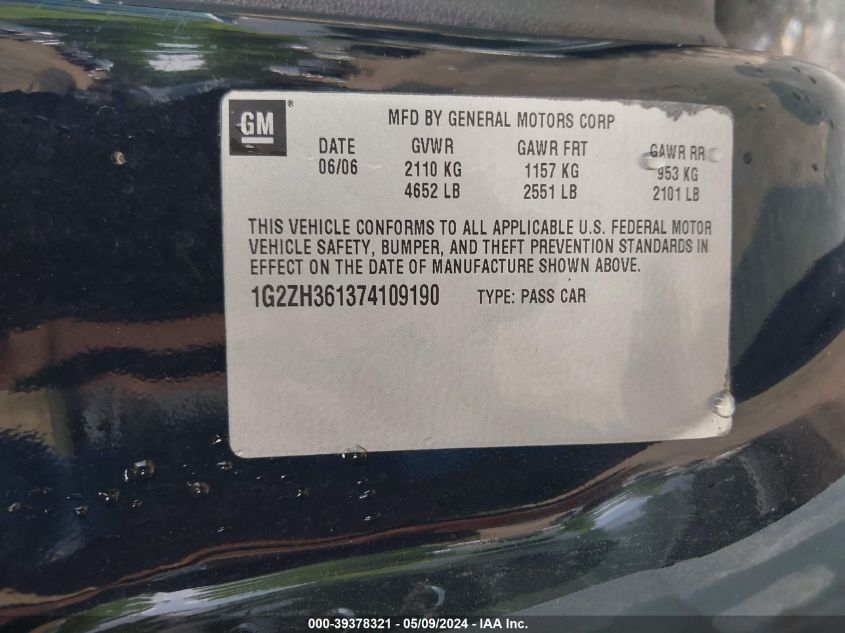 GM ®
MFD BY GENERAL MOTORS CORP
DATE GVWR GAWR FRT GAWR RR
06/06 2110 KG 1157 KG 953 KG
4652 LB 2551 LB 2101 LB
THIS VEHICLE CONFORMS TO ALL APPLICABLE U.S. FEDERAL MOTOR
VEHICLE SAFETY, BUMPER, AND THEFT PREVENTION STANDARDS IN
EFFECT ON THE DATE OF MANUFACTURE SHOWN ABOVE.
1G2ZH361374109190 TYPE: PASS CAR
000-39378321 / 05/09/2024 - IAA Inc.